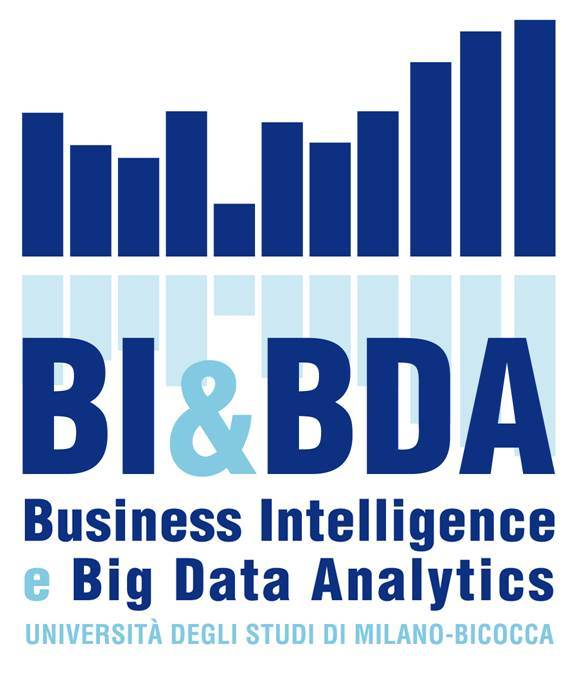 BI&BDA
Business Intelligence
e Big Data Analytics
UNIVERSITÀ DEGLI STUDI DI MILANO-BICOCCA